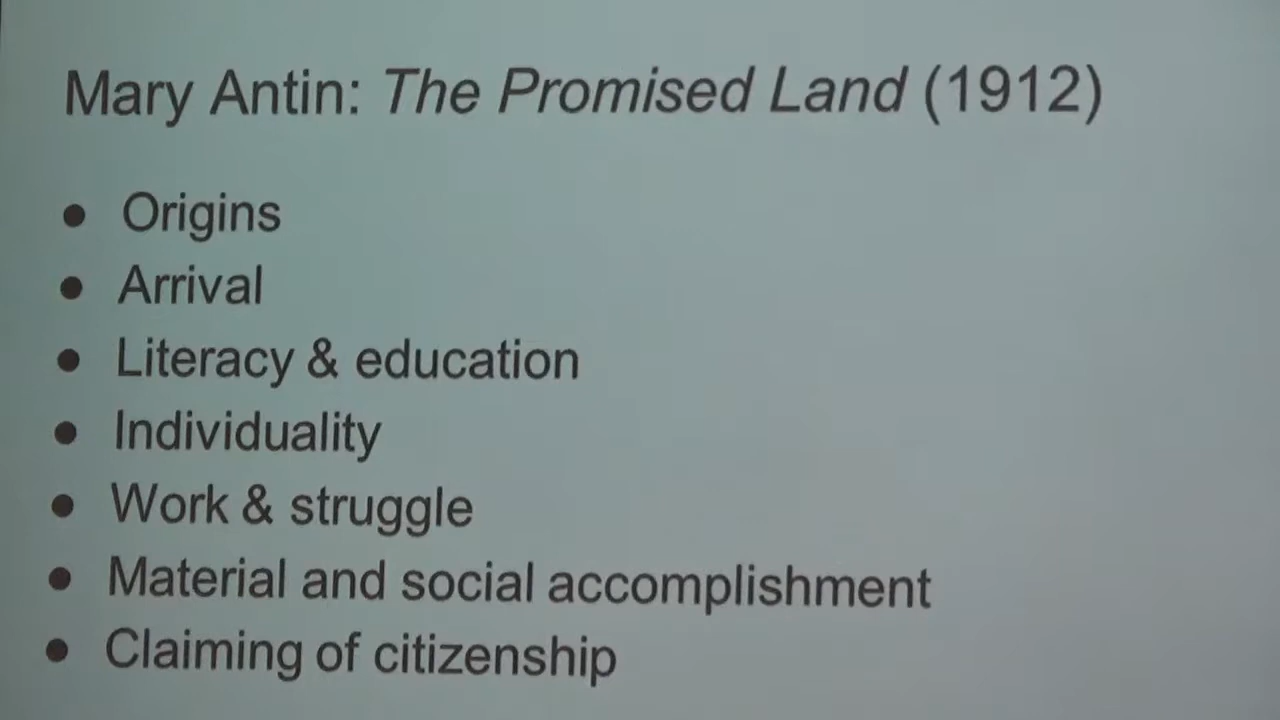 Mary Antin: The Promised Land (1912)
● Origins
● Arrival
● Literacy & education
● Individuality
● Work & struggle
● Material and social accomplishment
● Claiming of citizenship